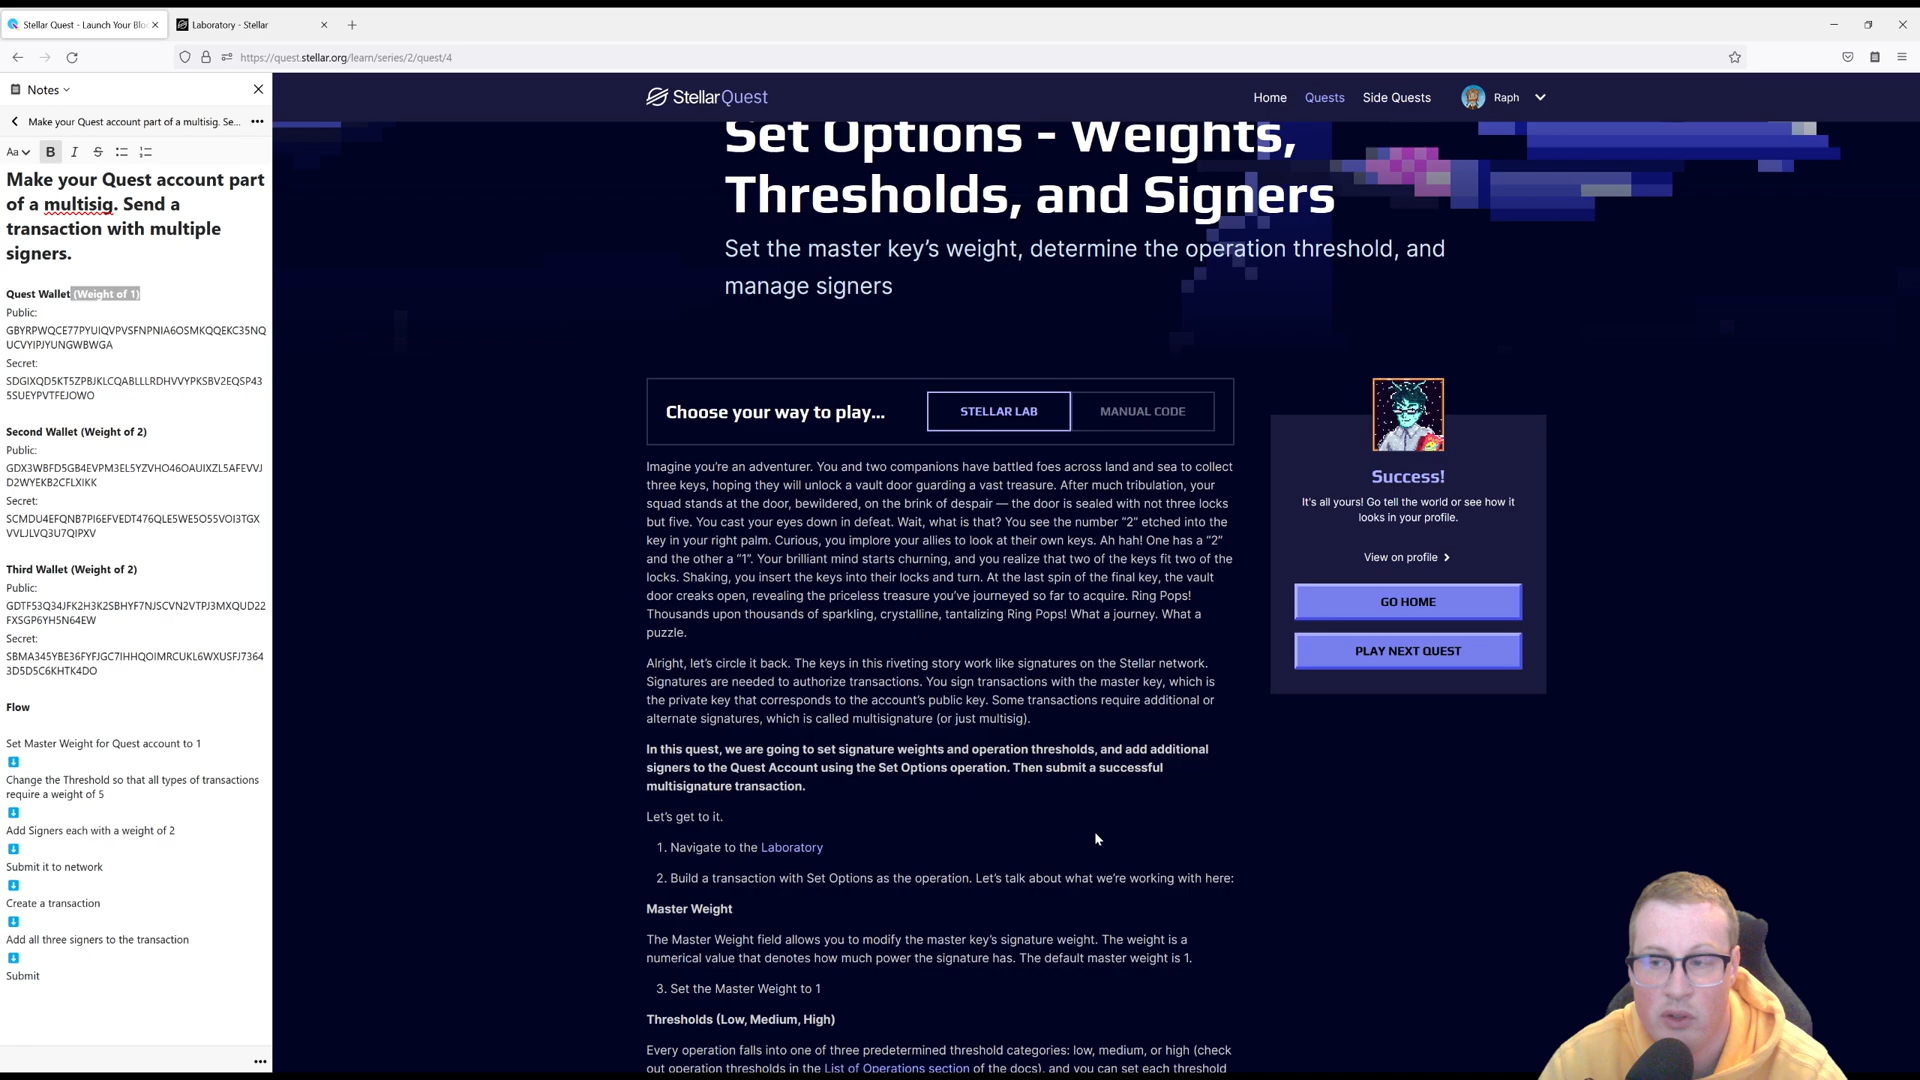 Stellar Quest - Launch Your Bloc
Laboratory - Stellar
https://quest.stellar.org/learn/series/2/quest/4
Notes
Make your Quest account part of a multisig. Se...
Aa
B I S
Make your Quest account part
of a multisig. Send a
transaction with multiple
signers.
Quest Wallet (Weight of 1)
Public:
GBYRPWQCE77PYUIQVPVSFNPNIA6OSMKQQEKC35NQ
UCVYIPJYUNGWBWGA
Secret:
SDGIXQD5KT5ZPBJKLCQABLLLRDHVVYPKSBV2EQSP43
5SUEYPVTFEJOWO
Second Wallet (Weight of 2)
Public:
GDX3WBFD5GB4EVPM3EL5YZVHO46OAUIXZL5AFEVVJ
D2WYEKB2CFLXIKK
Secret:
SCMDU4EFQNB7PI6EFVEDT476QLE5WE5O55VOI3TGX
VVLJLVQ3U7QIPXV
Third Wallet (Weight of 2)
Public:
GDTF53Q34JFK2H3K2SBHYF7NJSCVN2VTPJ3MXQUD22
FXSGP6YH5N64EW
Secret:
SBMA345YBE36FYFJGC7IHHQOIMRCUKL6WXUSFJ7364
3D5D5C6KHTK4DO
Flow
Set Master Weight for Quest account to 1
Change the Threshold so that all types of transactions
require a weight of 5
Add Signers each with a weight of 2
Submit it to network
Create a transaction
Add all three signers to the transaction
Submit
StellarQuest
Home Quests Side Quests Raph
Set Options - Weights,
Thresholds, and Signers
Set the master key’s weight, determine the operation threshold, and
manage signers
Choose your way to play...
STELLAR LAB
MANUAL CODE
Imagine you’re an adventurer. You and two companions have battled foes across land and sea to collect
three keys, hoping they will unlock a vault door guarding a vast treasure. After much tribulation, your
squad stands at the door, bewildered, on the brink of despair — the door is sealed with not three locks
but five. You cast your eyes down in defeat. Wait, what is that? You see the number “2” etched into the
key in your right palm. Curious, you implore your allies to look at their own keys. Ah hah! One has a “2”
and the other a “1”. Your brilliant mind starts churning, and you realize that two of the keys fit two of the
locks. Shaking, you insert the keys into their locks and turn. At the last spin of the final key, the vault
door creaks open, revealing the priceless treasure you’ve journeyed so far to acquire. Ring Pops!
Thousands upon thousands of sparkling, crystalline, tantalizing Ring Pops! What a journey. What a
puzzle.
Alright, let’s circle it back. The keys in this riveting story work like signatures on the Stellar network.
Signatures are needed to authorize transactions. You sign transactions with the master key, which is
the private key that corresponds to the account’s public key. Some transactions require additional or
alternate signatures, which is called multisignature (or just multisig).
In this quest, we are going to set signature weights and operation thresholds, and add additional
signers to the Quest Account using the Set Options operation. Then submit a successful
multisignature transaction.
Let’s get to it.
1. Navigate to the Laboratory
2. Build a transaction with Set Options as the operation. Let’s talk about what we’re working with here:
Master Weight
The Master Weight field allows you to modify the master key’s signature weight. The weight is a
numerical value that denotes how much power the signature has. The default master weight is 1.
3. Set the Master Weight to 1
Thresholds (Low, Medium, High)
Every operation falls into one of three predetermined threshold categories: low, medium, or high (check
out operation thresholds in the List of Operations section of the docs), and you can set each threshold
Success!
It's all yours! Go tell the world or see how it
looks in your profile.
View on profile
GO HOME
PLAY NEXT QUEST